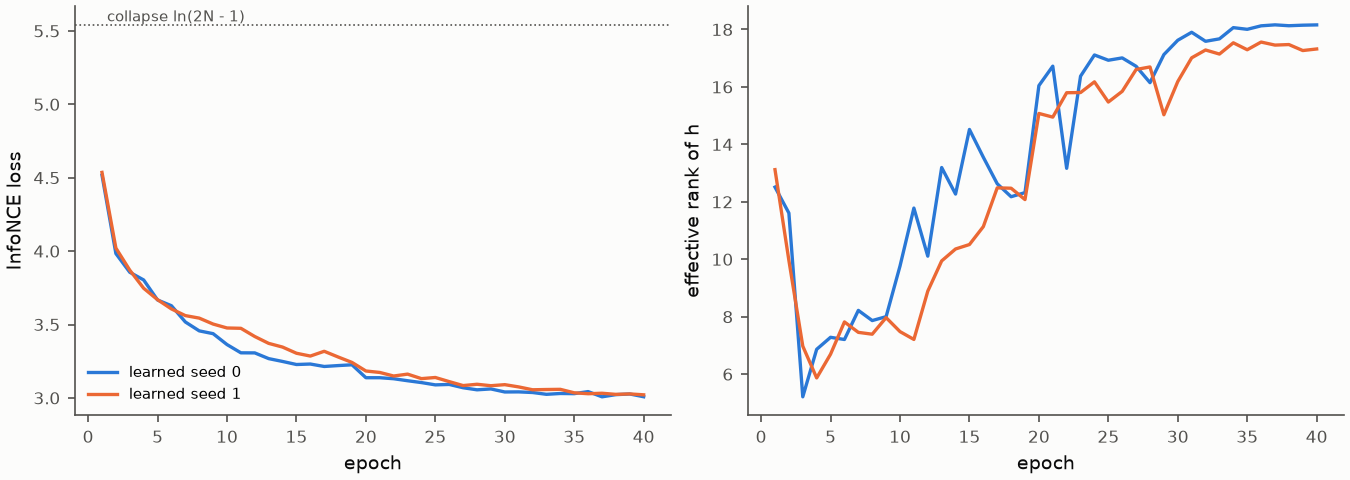 collapse ln(2N - 1)
5.5
5.0
4.5
4.0
3.5
3.0
InfoNCE loss
learned seed 0
learned seed 1
0 5 10 15 20 25 30 35 40
epoch
18
16
14
12
10
8
6
effective rank of h
0 5 10 15 20 25 30 35 40
epoch